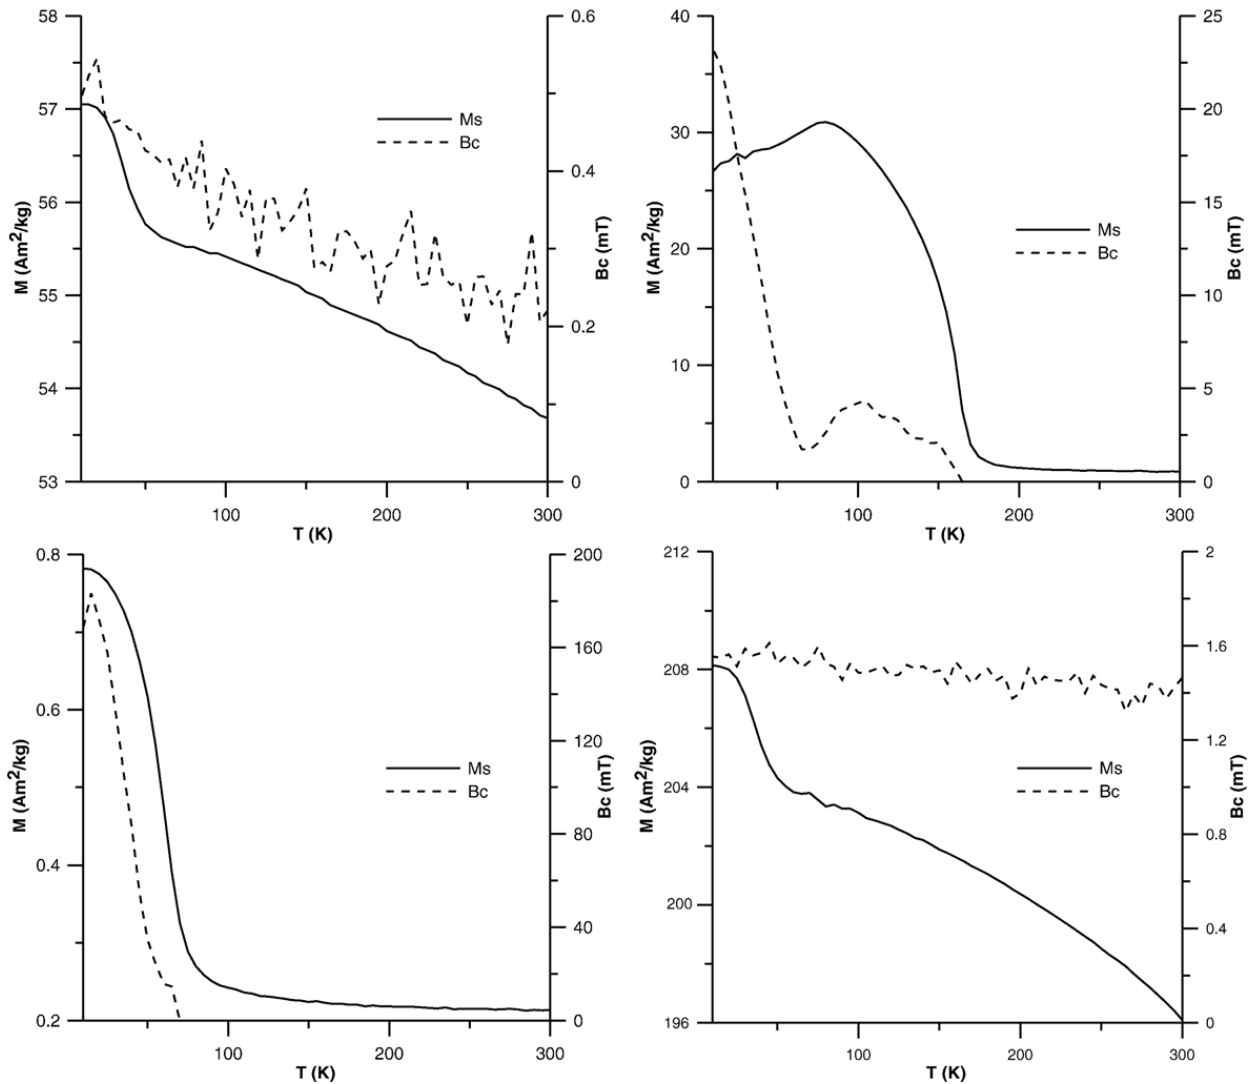 58
57
56
55
54
53
M (Am²/kg)
0.6
0.4
0.2
0
Bc (mT)
Ms
Bc
100
200
300
T (K)
40
30
20
10
0
M (Am²/kg)
25
20
15
10
5
0
Bc (mT)
Ms
Bc
100
200
300
T (K)
0.8
0.6
0.4
0.2
M (Am²/kg)
200
160
120
80
40
0
Bc (mT)
Ms
Bc
100
200
300
T (K)
212
208
204
200
196
M (Am²/kg)
2
1.6
1.2
0.8
0.4
0
Bc (mT)
Ms
Bc
100
200
300
T (K)